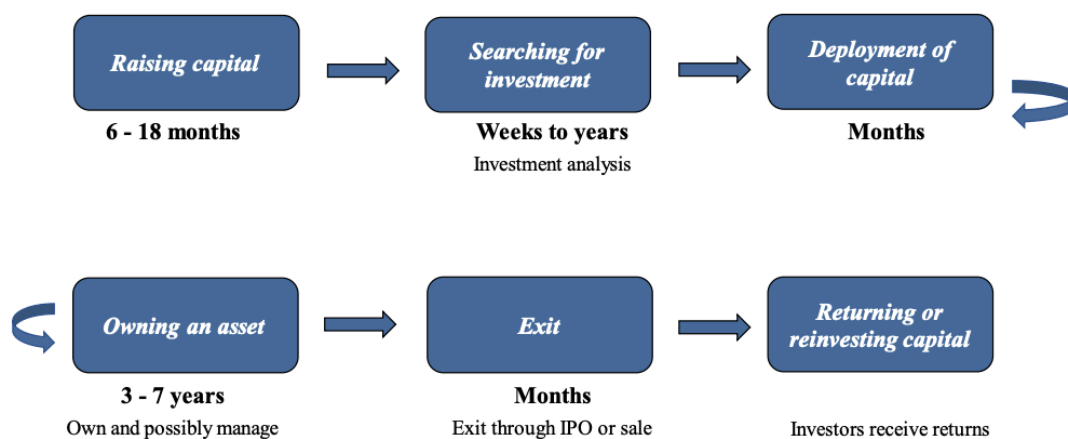 Raising capital
6 - 18 months
Searching for
investment
Weeks to years
Investment analysis
Deployment of
capital
Months
Owning an asset
3 - 7 years
Own and possibly manage
Exit
Months
Exit through IPO or sale
Returning or
reinvesting capital
Investors receive returns